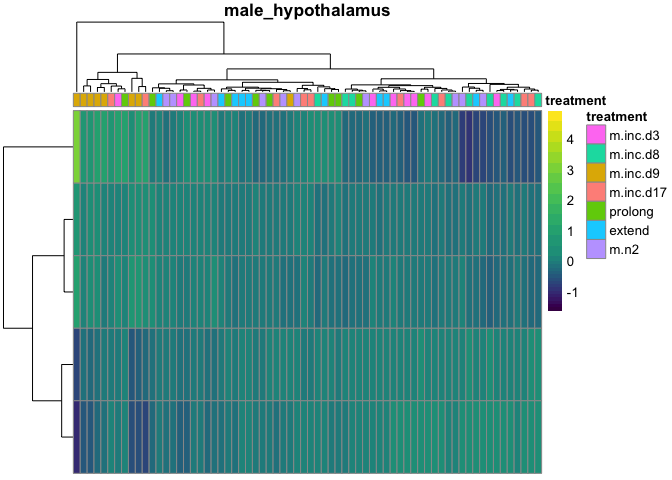 male_hypothalamus
treatment
treatment
m.inc.d3
m.inc.d8
m.inc.d9
m.inc.d17
prolong
extend
m.n2
4
3
2
1
0
-1